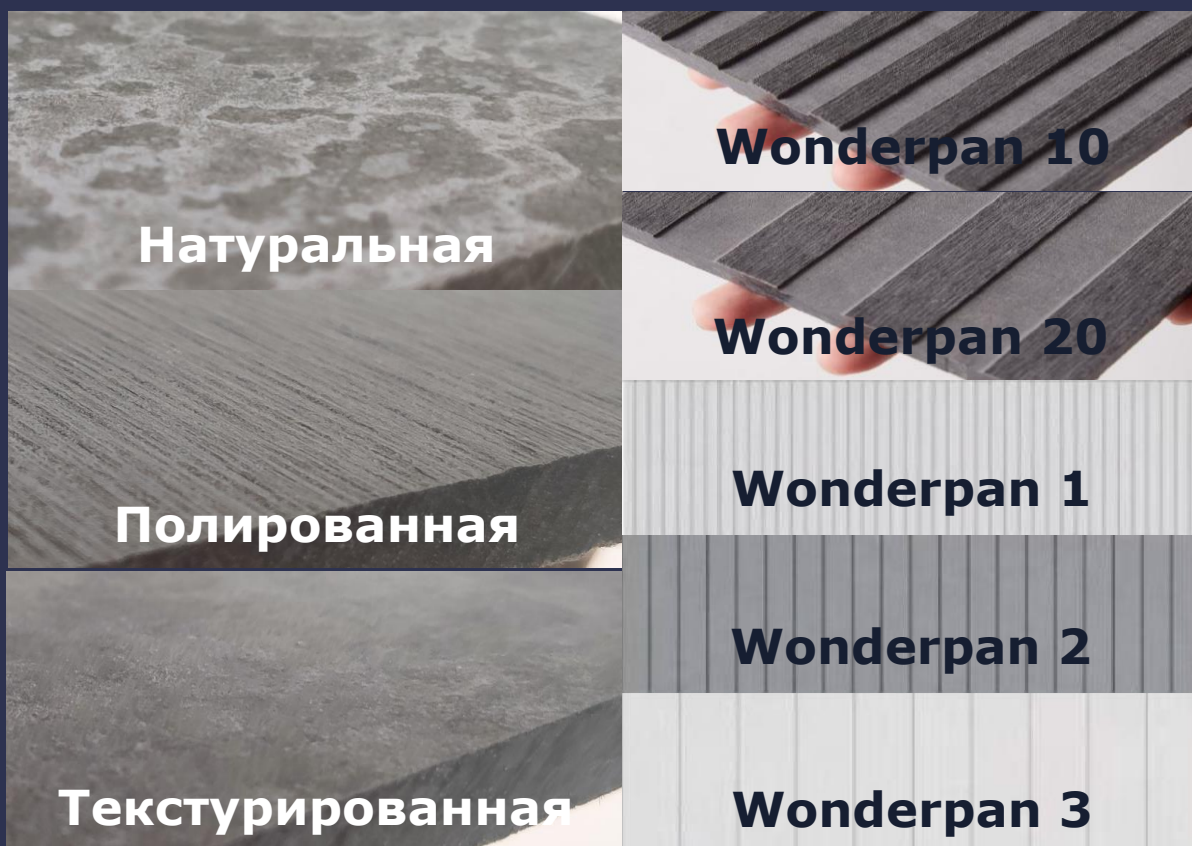 Натуральная
Полированная
Текстурированная
Wonderpan 10
Wonderpan 20
Wonderpan 1
Wonderpan 2
Wonderpan 3